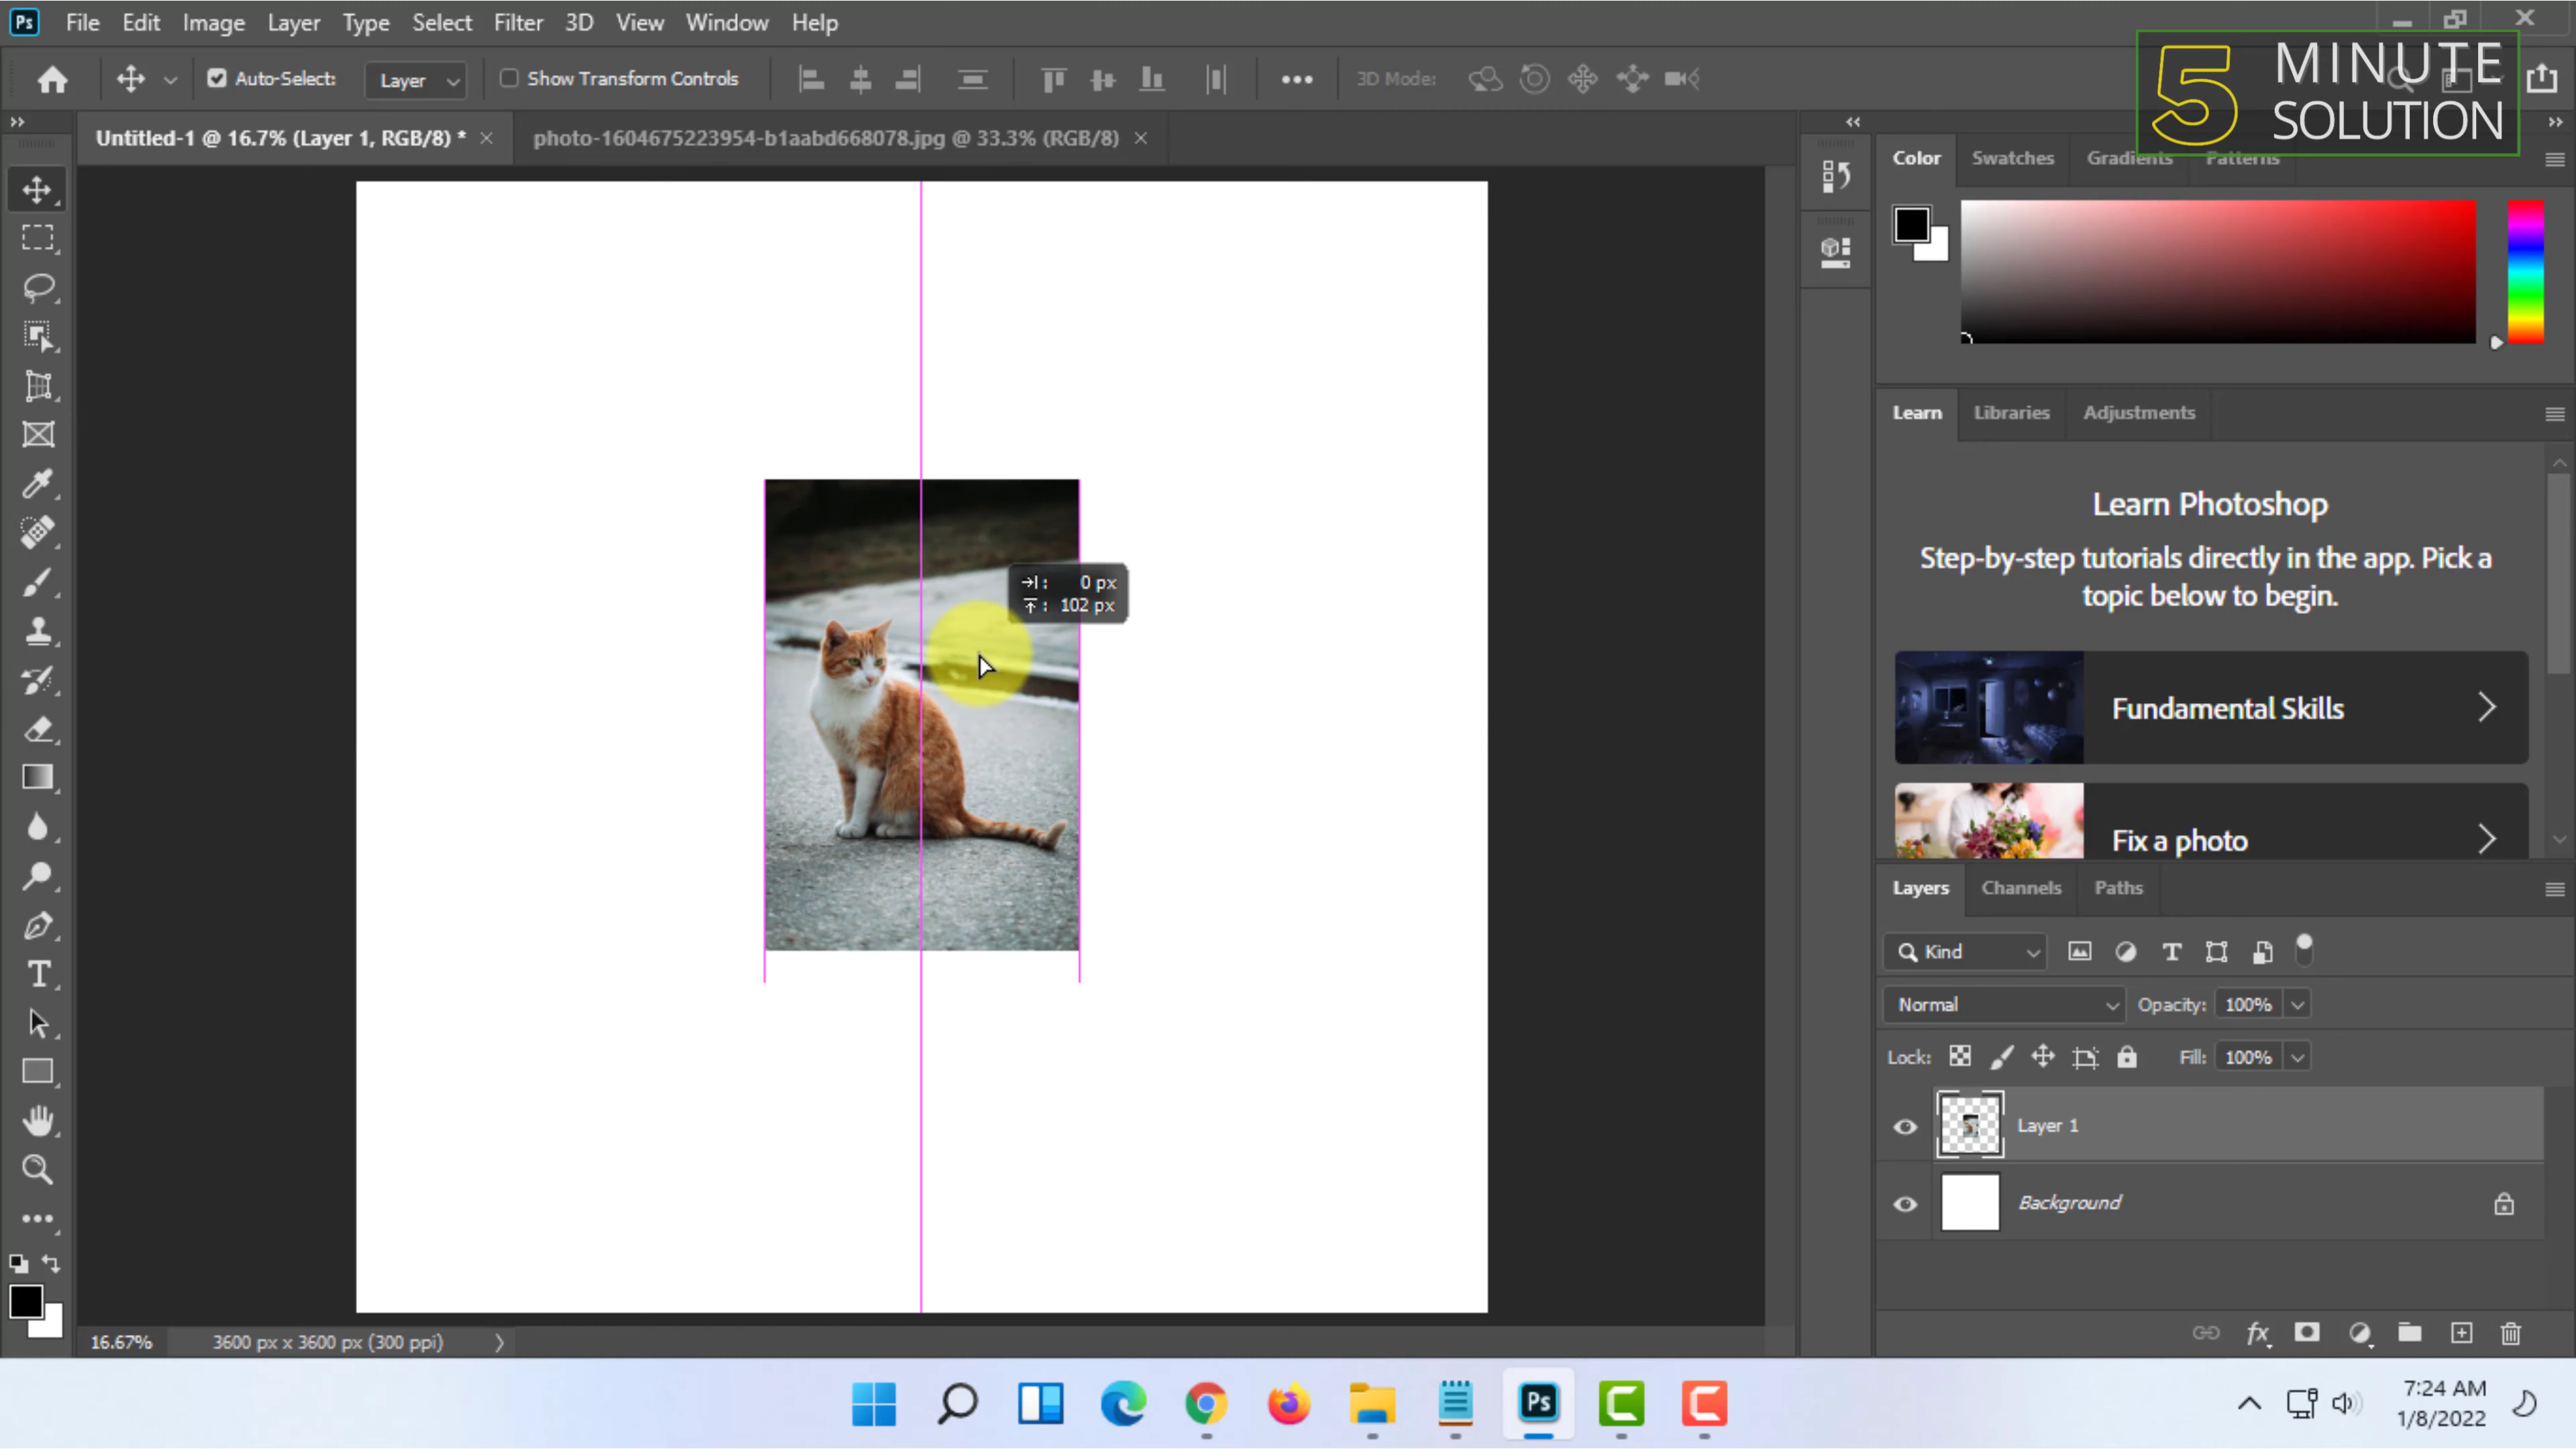 Ps File Edit Image Layer Type Select Filter 3D View Window Help
Auto-Select: Layer Show Transform Controls 3D Mode:
5 MINUTE
SOLUTION
Untitled-1 @ 16.7% (Layer 1, RGB/8) * photo-1604675223954-b1aabd668078.jpg @ 33.3% (RGB/8)
Color Swatches Gradients Patterns
Learn Libraries Adjustments
Learn Photoshop
Step-by-step tutorials directly in the app. Pick a
topic below to begin.
0 px
102 px
Fundamental Skills
Fix a photo
Layers Channels Paths
Kind
Normal Opacity: 100%
Lock: Fill: 100%
Layer 1
Background
16.67% 3600 px x 3600 px (300 ppi)
Ps
7:24 AM
1/8/2022